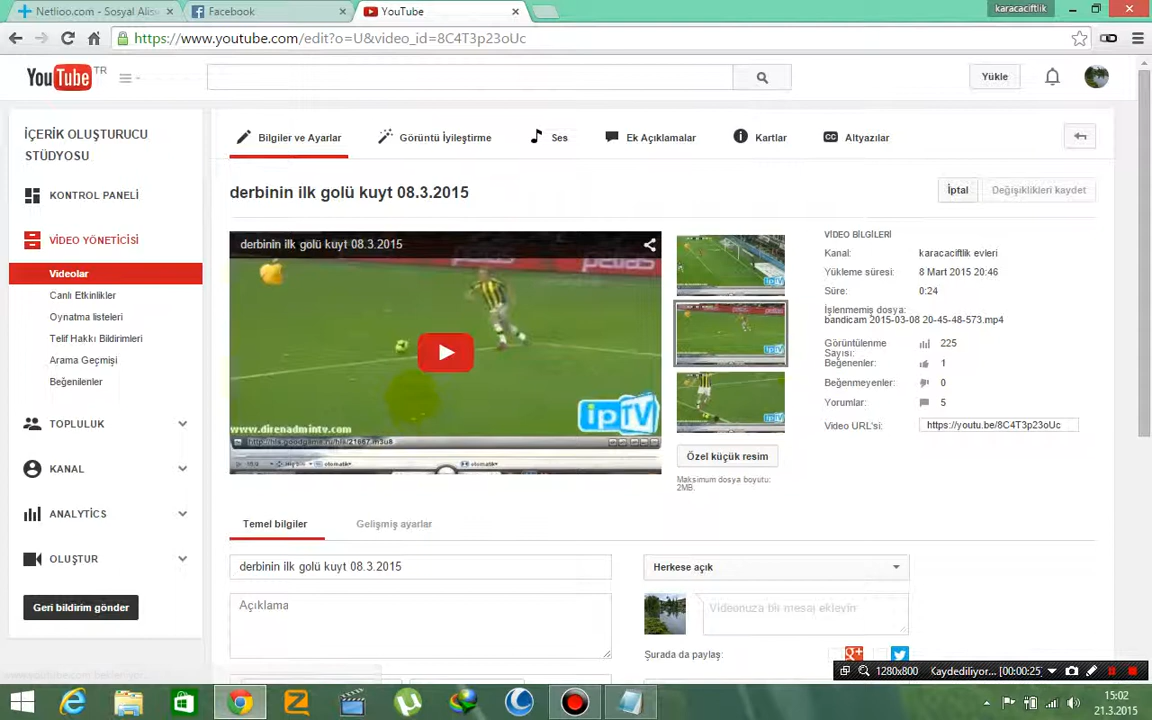 Netlioo.com - Sosyal Alış
Facebook
YouTube
karacaciftlik
https://www.youtube.com/edit?o=U&video_id=8C4T3p23oUc
YouTube TR
Yükle
İÇERİK OLUŞTURUCU
STÜDYOSU
KONTROL PANELİ
VİDEO YÖNETİCİSİ
Videolar
Canlı Etkinlikler
Oynatma listeleri
Telif Hakkı Bildirimleri
Arama Geçmişi
Beğenilenler
TOPLULUK
KANAL
ANALYTICS
OLUŞTUR
Geri bildirim gönder
Bilgiler ve Ayarlar
Görüntü İyileştirme
Ses
Ek Açıklamalar
Kartlar
CC Altyazılar
derbinin ilk golü kuyt 08.3.2015
İptal
Değişiklikleri kaydet
derbinin ilk golü kuyt 08.3.2015
ipTV
www.direnadmintv.com
Özel küçük resim
Maksimum dosya boyutu:
2MB.
VİDEO BİLGİLERİ
Kanal: karacaciftlik evleri
Yükleme süresi: 8 Mart 2015 20:46
Süre: 0:24
İşlenmemiş dosya:
bandicam 2015-03-08 20-45-48-573.mp4
Görüntülenme
Sayısı: 225
Beğenenler: 1
Beğenmeyenler: 0
Yorumlar: 5
Video URL'si: https://youtu.be/8C4T3p23oUc
Temel bilgiler
Gelişmiş ayarlar
derbinin ilk golü kuyt 08.3.2015
Açıklama
Herkese açık
Videonuza bir mesaj ekleyin
Şurada da paylaş:
1280x800
Kaydediliyor... [00:00:25]
15:02
21.3.2015